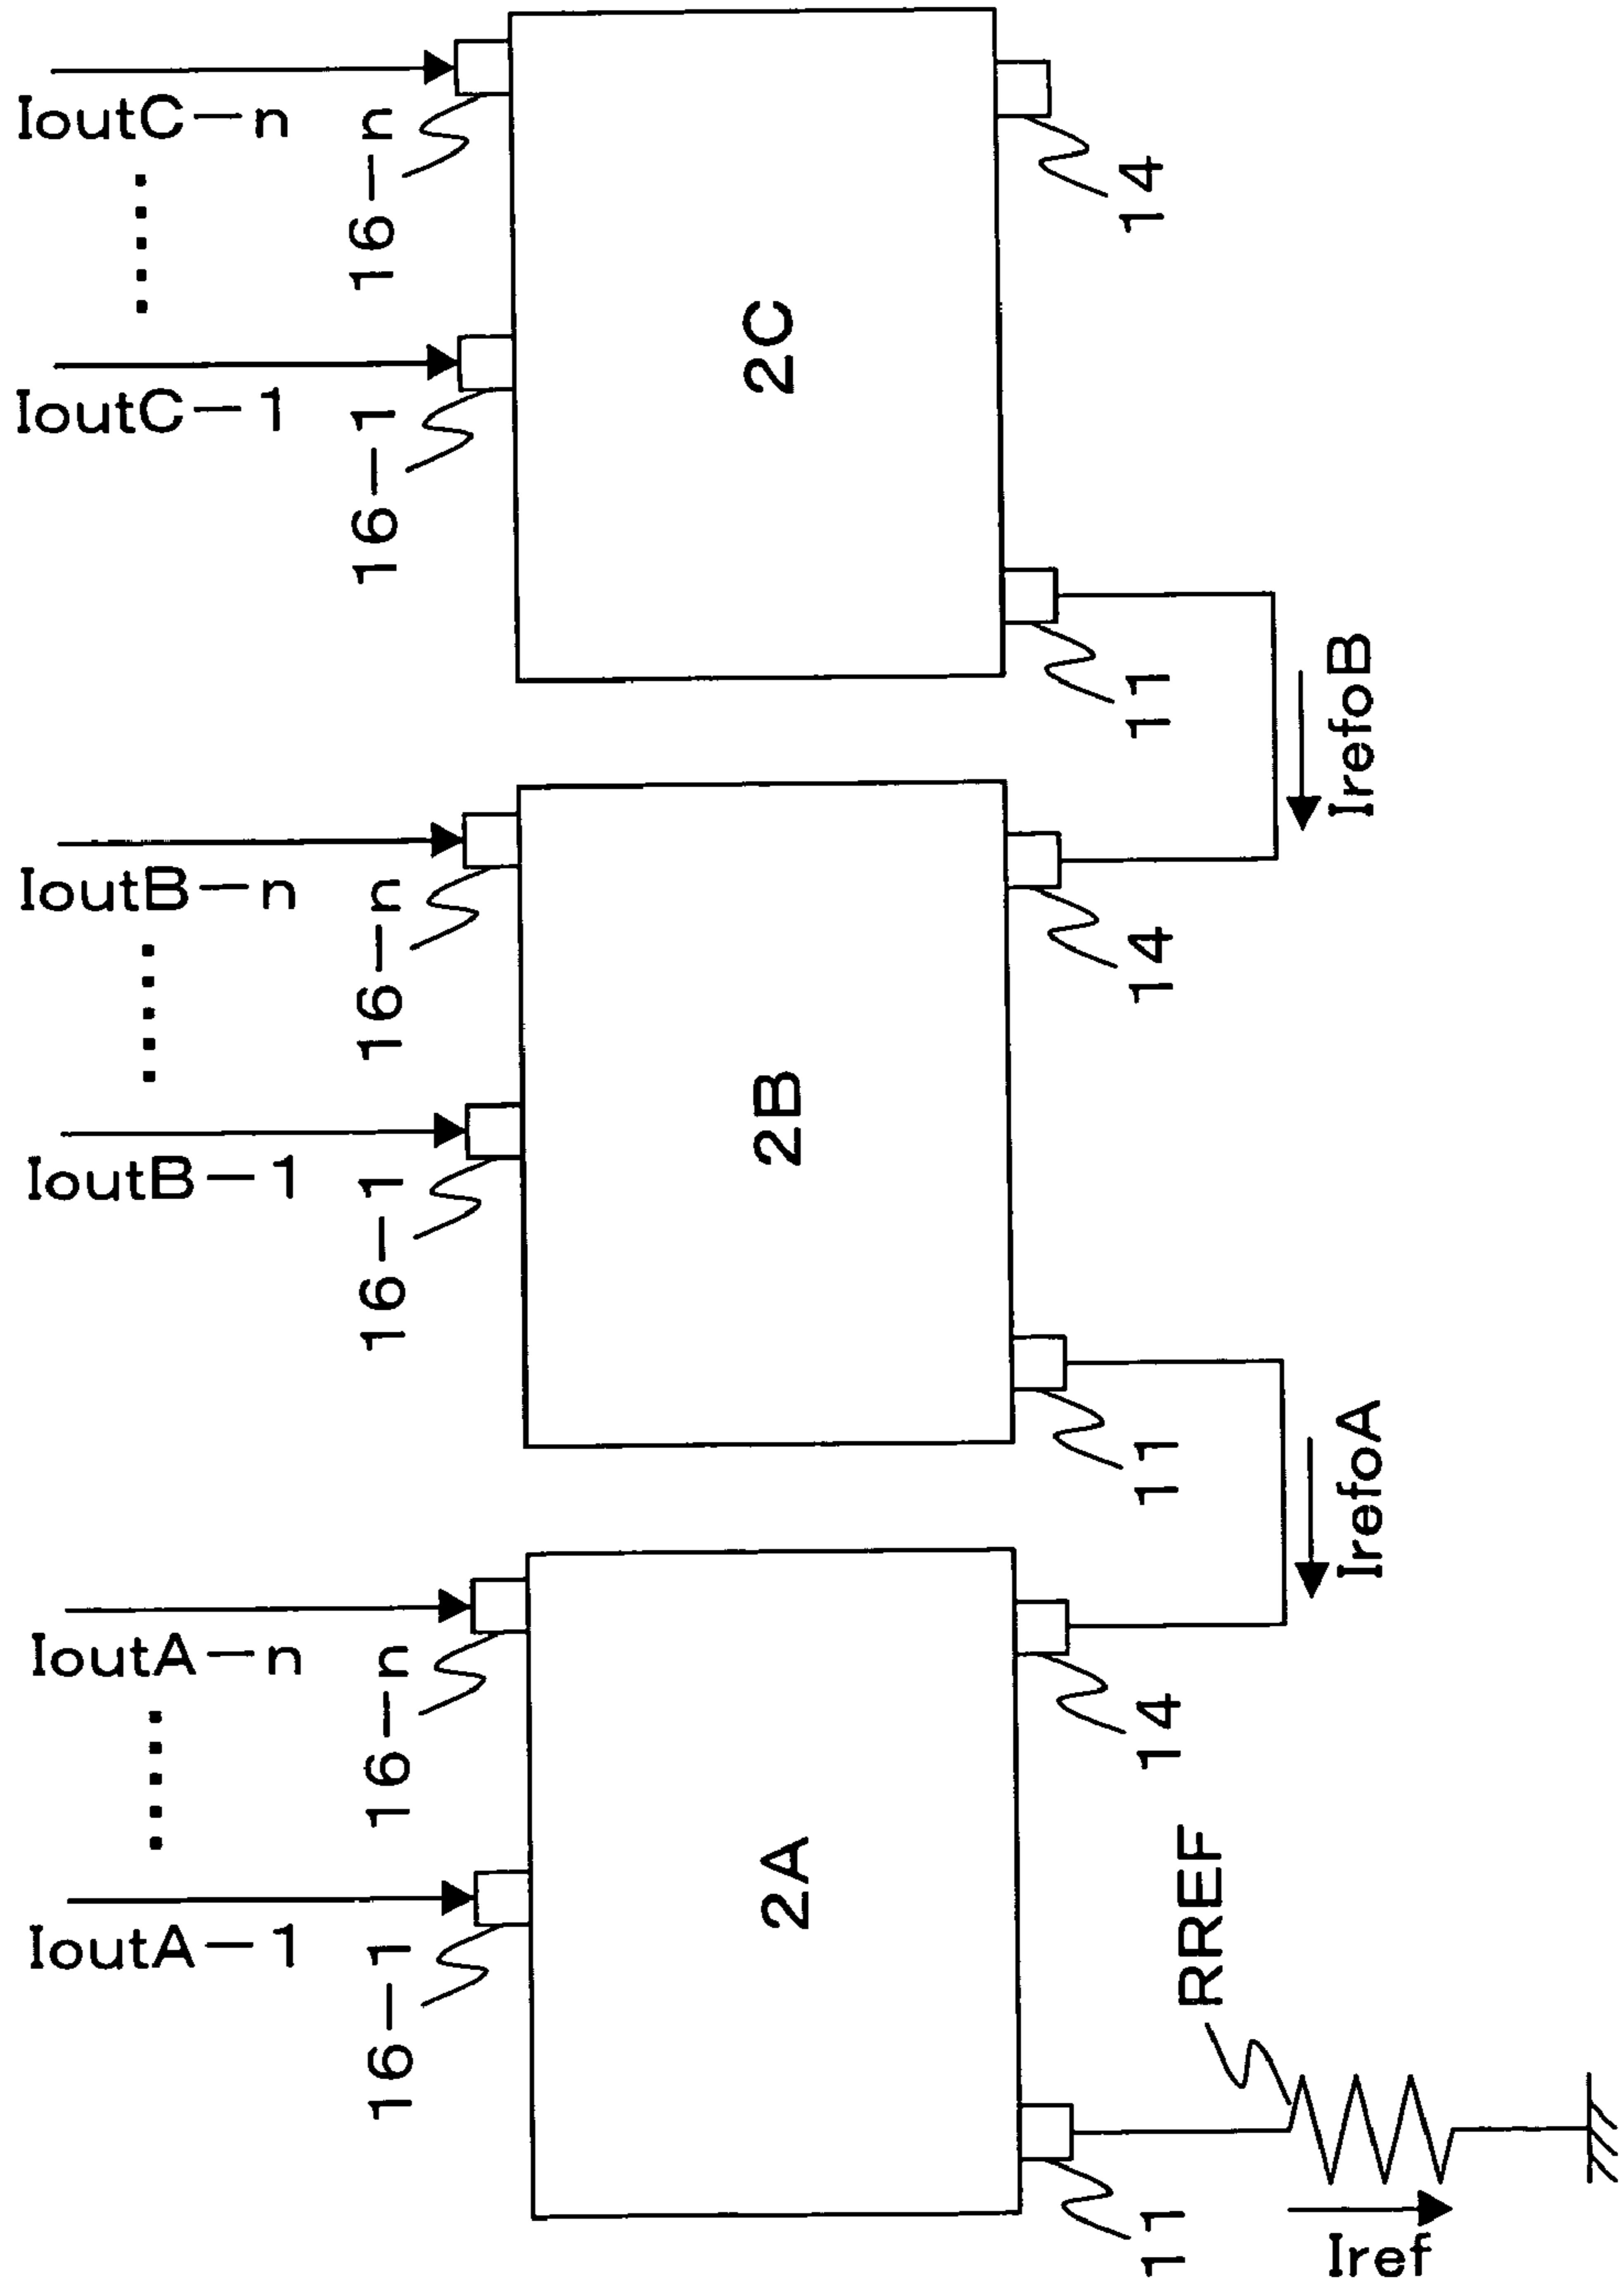 IoutA-1
IoutA-n
IoutB-1
IoutB-n
IoutC-1
IoutC-n
16-1
16-n
16-1
16-n
16-1
16-n
2A
2B
2C
11
14
11
14
11
14
RREF
Iref
IrefoA
IrefoB